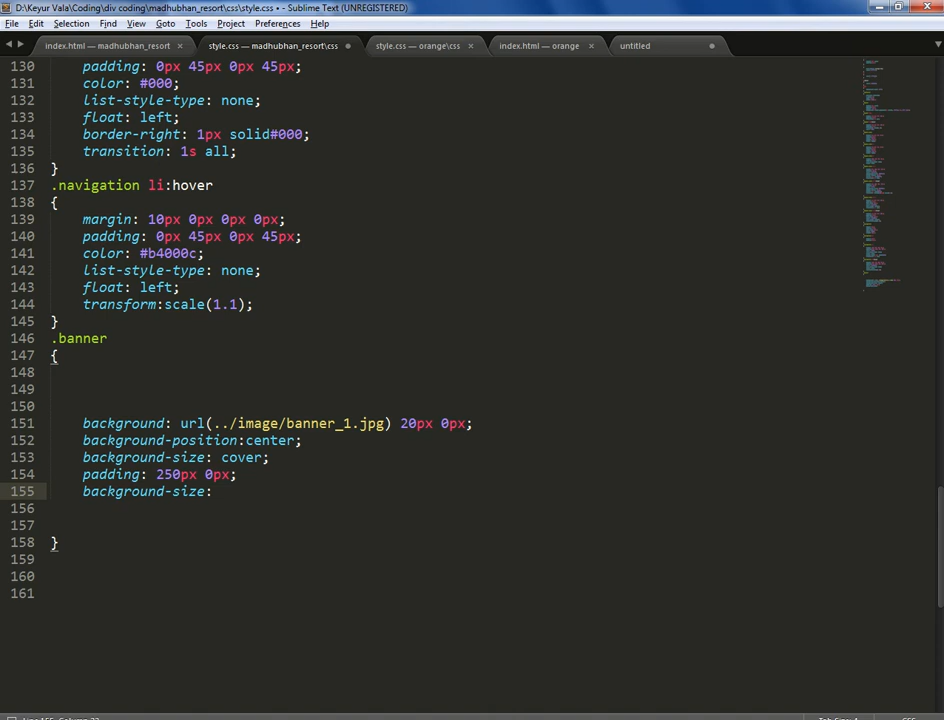 D:\Keyur Vala\Coding\div coding\madhubhan_resort\css\style.css • - Sublime Text (UNREGISTERED)
File Edit Selection Find View Goto Tools Project Preferences Help
index.html — madhubhan_resort × style.css — madhubhan_resort\css style.css — orange\css × index.html — orange × untitled
130 padding: 0px 45px 0px 45px;
131 color: #000;
132 list-style-type: none;
133 float: left;
134 border-right: 1px solid#000;
135 transition: 1s all;
136 }
137 .navigation li:hover
138 {
139 margin: 10px 0px 0px 0px;
140 padding: 0px 45px 0px 45px;
141 color: #b4000c;
142 list-style-type: none;
143 float: left;
144 transform:scale(1.1);
145 }
146 .banner
147 {
148
149
150
151 background: url(../image/banner_1.jpg) 20px 0px;
152 background-position:center;
153 background-size: cover;
154 padding: 250px 0px;
155 background-size:
156
157
158 }
159
160
161